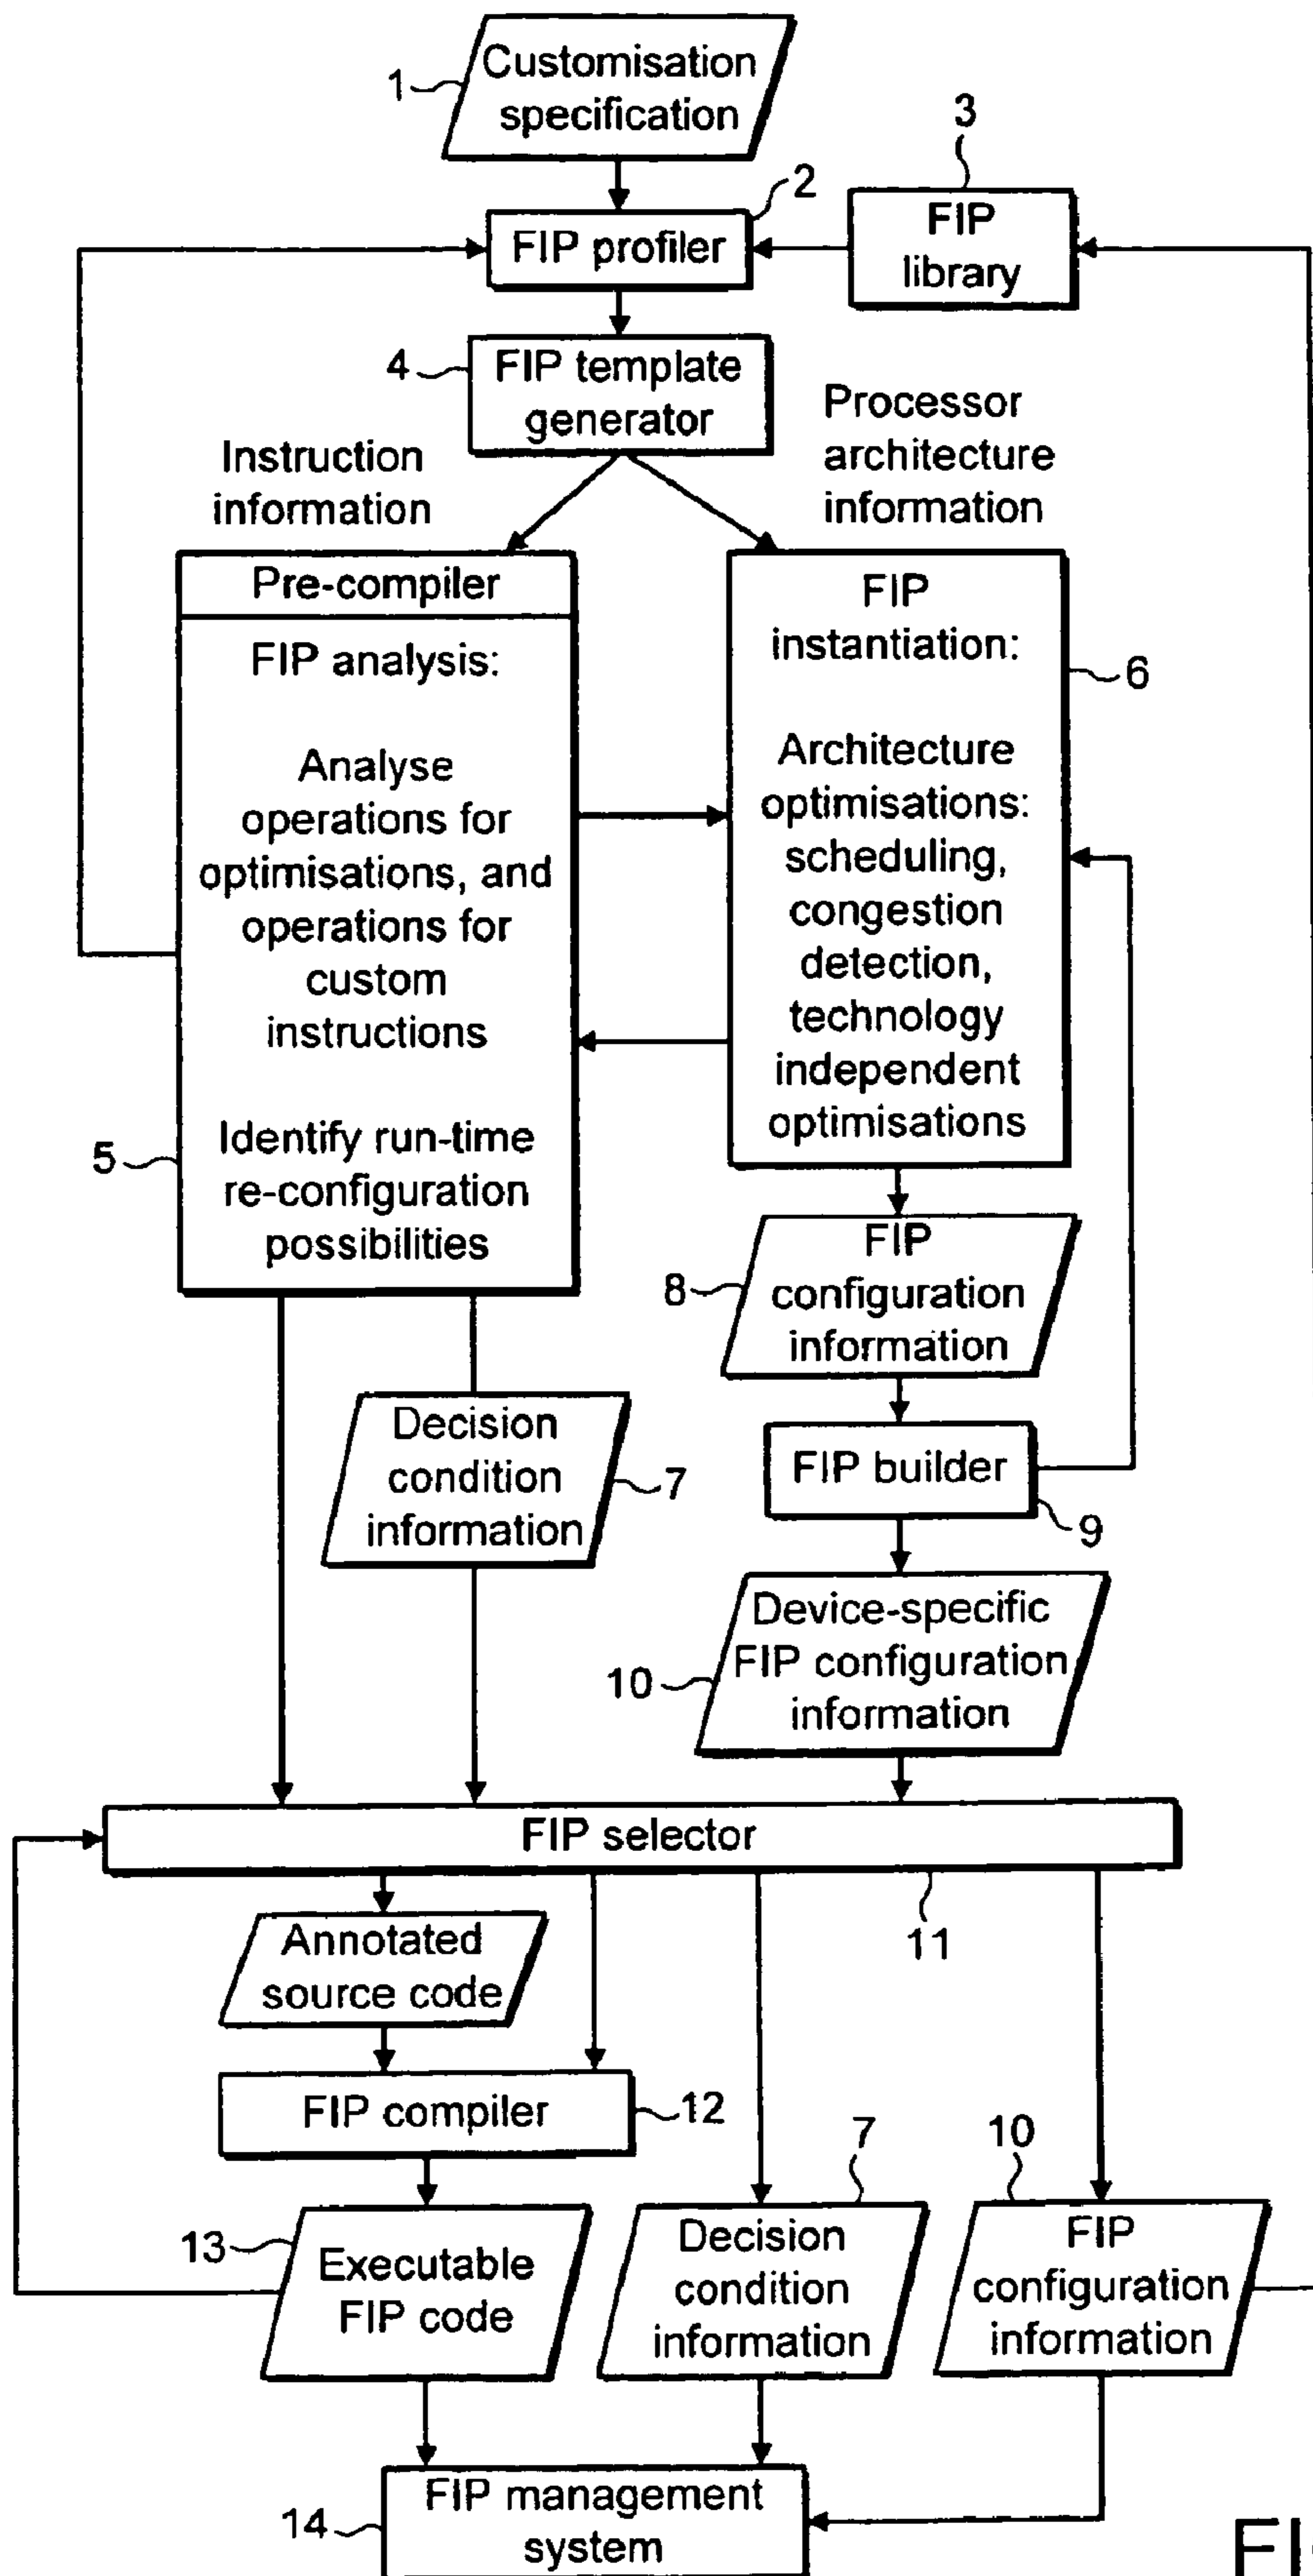 Customisation
specification
1
2
3
FIP profiler
FIP
library
4
FIP template
generator
Processor
architecture
information
Instruction
information
Pre-compiler
FIP analysis:
Analyse
operations for
optimisations, and
operations for
custom
instructions
Identify run-time
re-configuration
possibilities
5
FIP
instantiation:
Architecture
optimisations:
scheduling,
congestion
detection,
technology
independent
optimisations
6
FIP
configuration
information
8
Decision
condition
information
7
FIP builder
9
Device-specific
FIP configuration
information
10
FIP selector
11
Annotated
source code
FIP compiler
12
7
10
13
Executable
FIP code
Decision
condition
information
FIP
configuration
information
FIP management
system
14